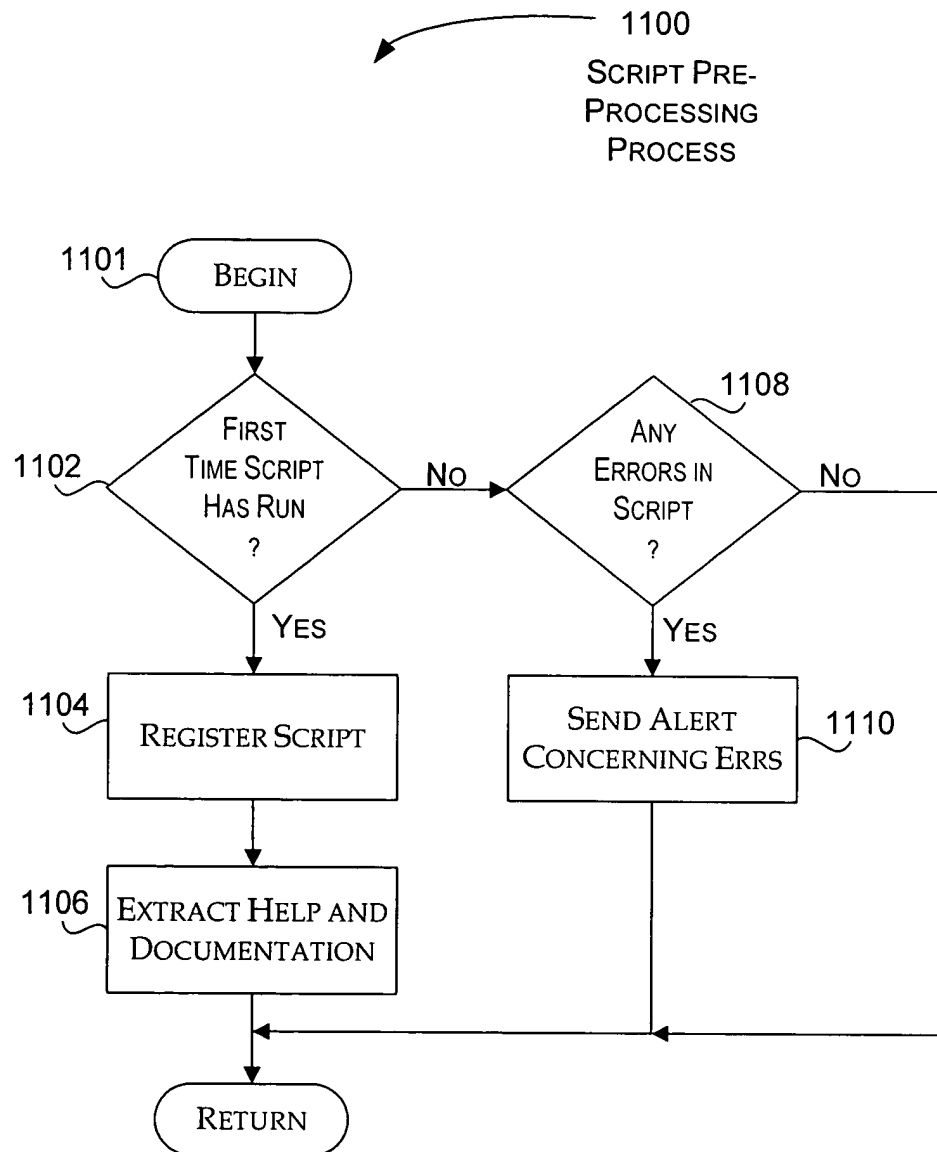 1100
SCRIPT PRE-
PROCESSING
PROCESS
1101
BEGIN
1102
FIRST
TIME SCRIPT
HAS RUN
?
NO
1108
ANY
ERRORS IN
SCRIPT
?
NO
YES
YES
1104
REGISTER SCRIPT
SEND ALERT
CONCERNING ERRS
1110
1106
EXTRACT HELP AND
DOCUMENTATION
RETURN